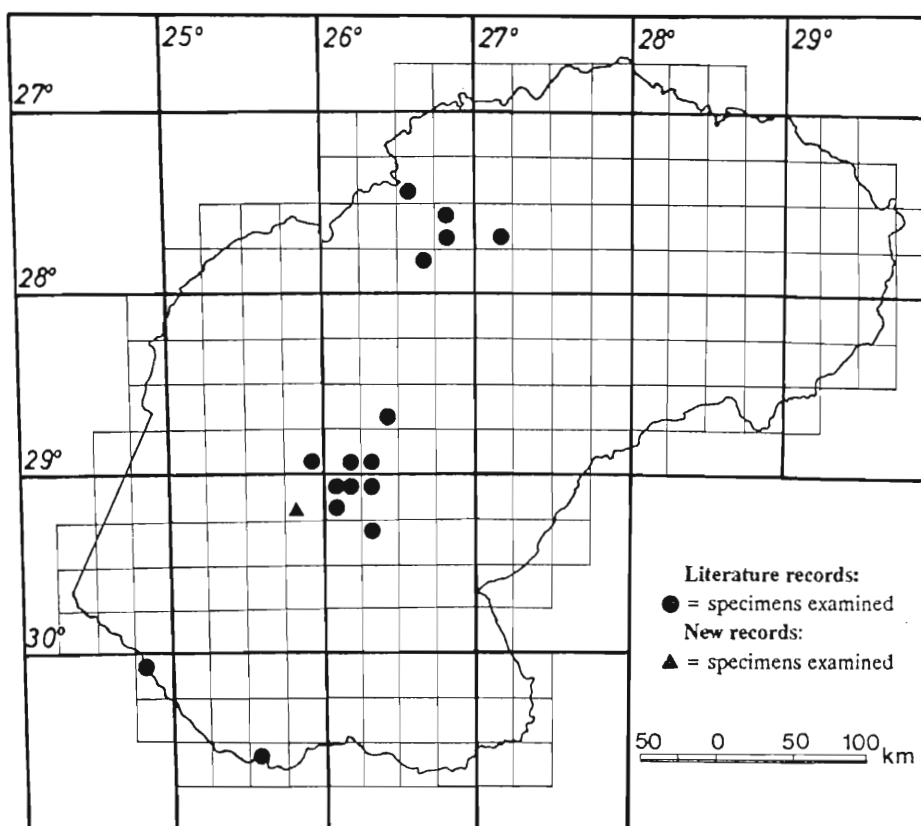 25° 26° 27° 28° 29°
27°
28°
29°
30°
Literature records:
● = specimens examined
New records:
▲ = specimens examined
50 0 50 100 km